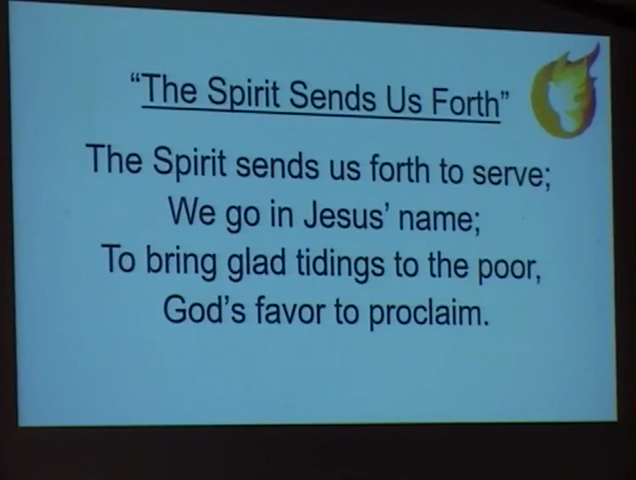 “The Spirit Sends Us Forth”
The Spirit sends us forth to serve;
We go in Jesus’ name;
To bring glad tidings to the poor,
God’s favor to proclaim.